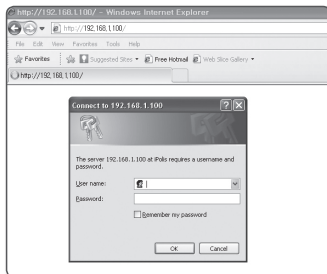 http://192.168.1.100/ – Windows Internet Explorer
http://192.168.1.100/
File Edit View Favorites Tools Help
Favorites Suggested Sites Free Hotmail Web Slice Gallery
http://192.168.1.100/
Connect to 192.168.1.100
The server 192.168.1.100 at iPolis requires a username and
password.
User name:
Password:
Remember my password
OK Cancel